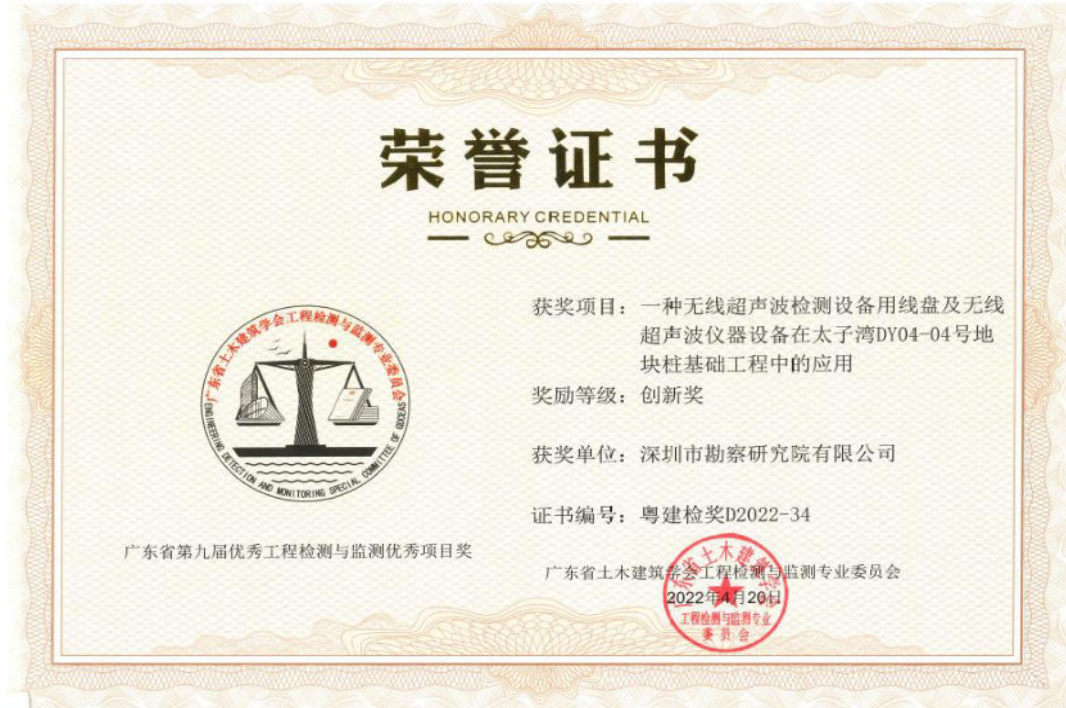 荣誉证书
HONORARY CREDENTIAL
广东省土木建筑学会工程检测与监测专业委员会
ENGINEERING DETECTION AND MONITORING SPECIAL COMMITTEE OF GDCEAS
广东省第九届优秀工程检测与监测优秀项目奖
获奖项目：一种无线超声波检测设备用线盘及无线
超声波仪器设备在太子湾DY04-04号地
块桩基础工程中的应用
奖励等级：创新奖
获奖单位：深圳市勘察研究院有限公司
证书编号：粤建检奖D2022-34
广东省土木建筑学会工程检测与监测专业委员会
2022年4月20日
广东省土木建筑学会
工程检测与监测专业
委员会